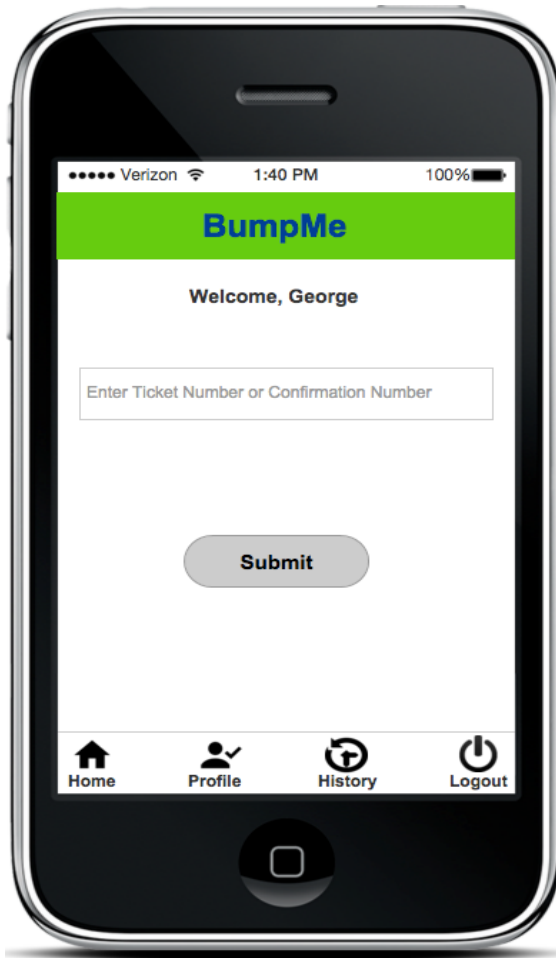 Verizon 1:40 PM 100%
BumpMe
Welcome, George
Enter Ticket Number or Confirmation Number
Submit
Home Profile History Logout